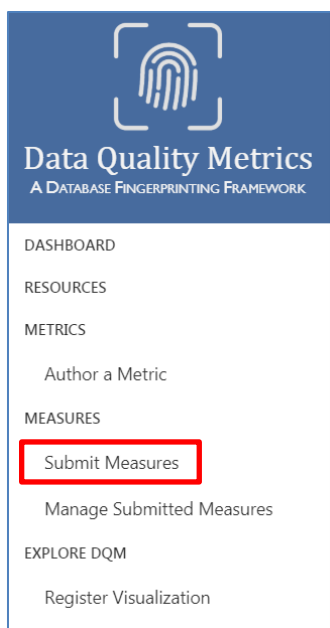 Data Quality Metrics
A DATABASE FINGERPRINTING FRAMEWORK
DASHBOARD
RESOURCES
METRICS
Author a Metric
MEASURES
Submit Measures
Manage Submitted Measures
EXPLORE DQM
Register Visualization